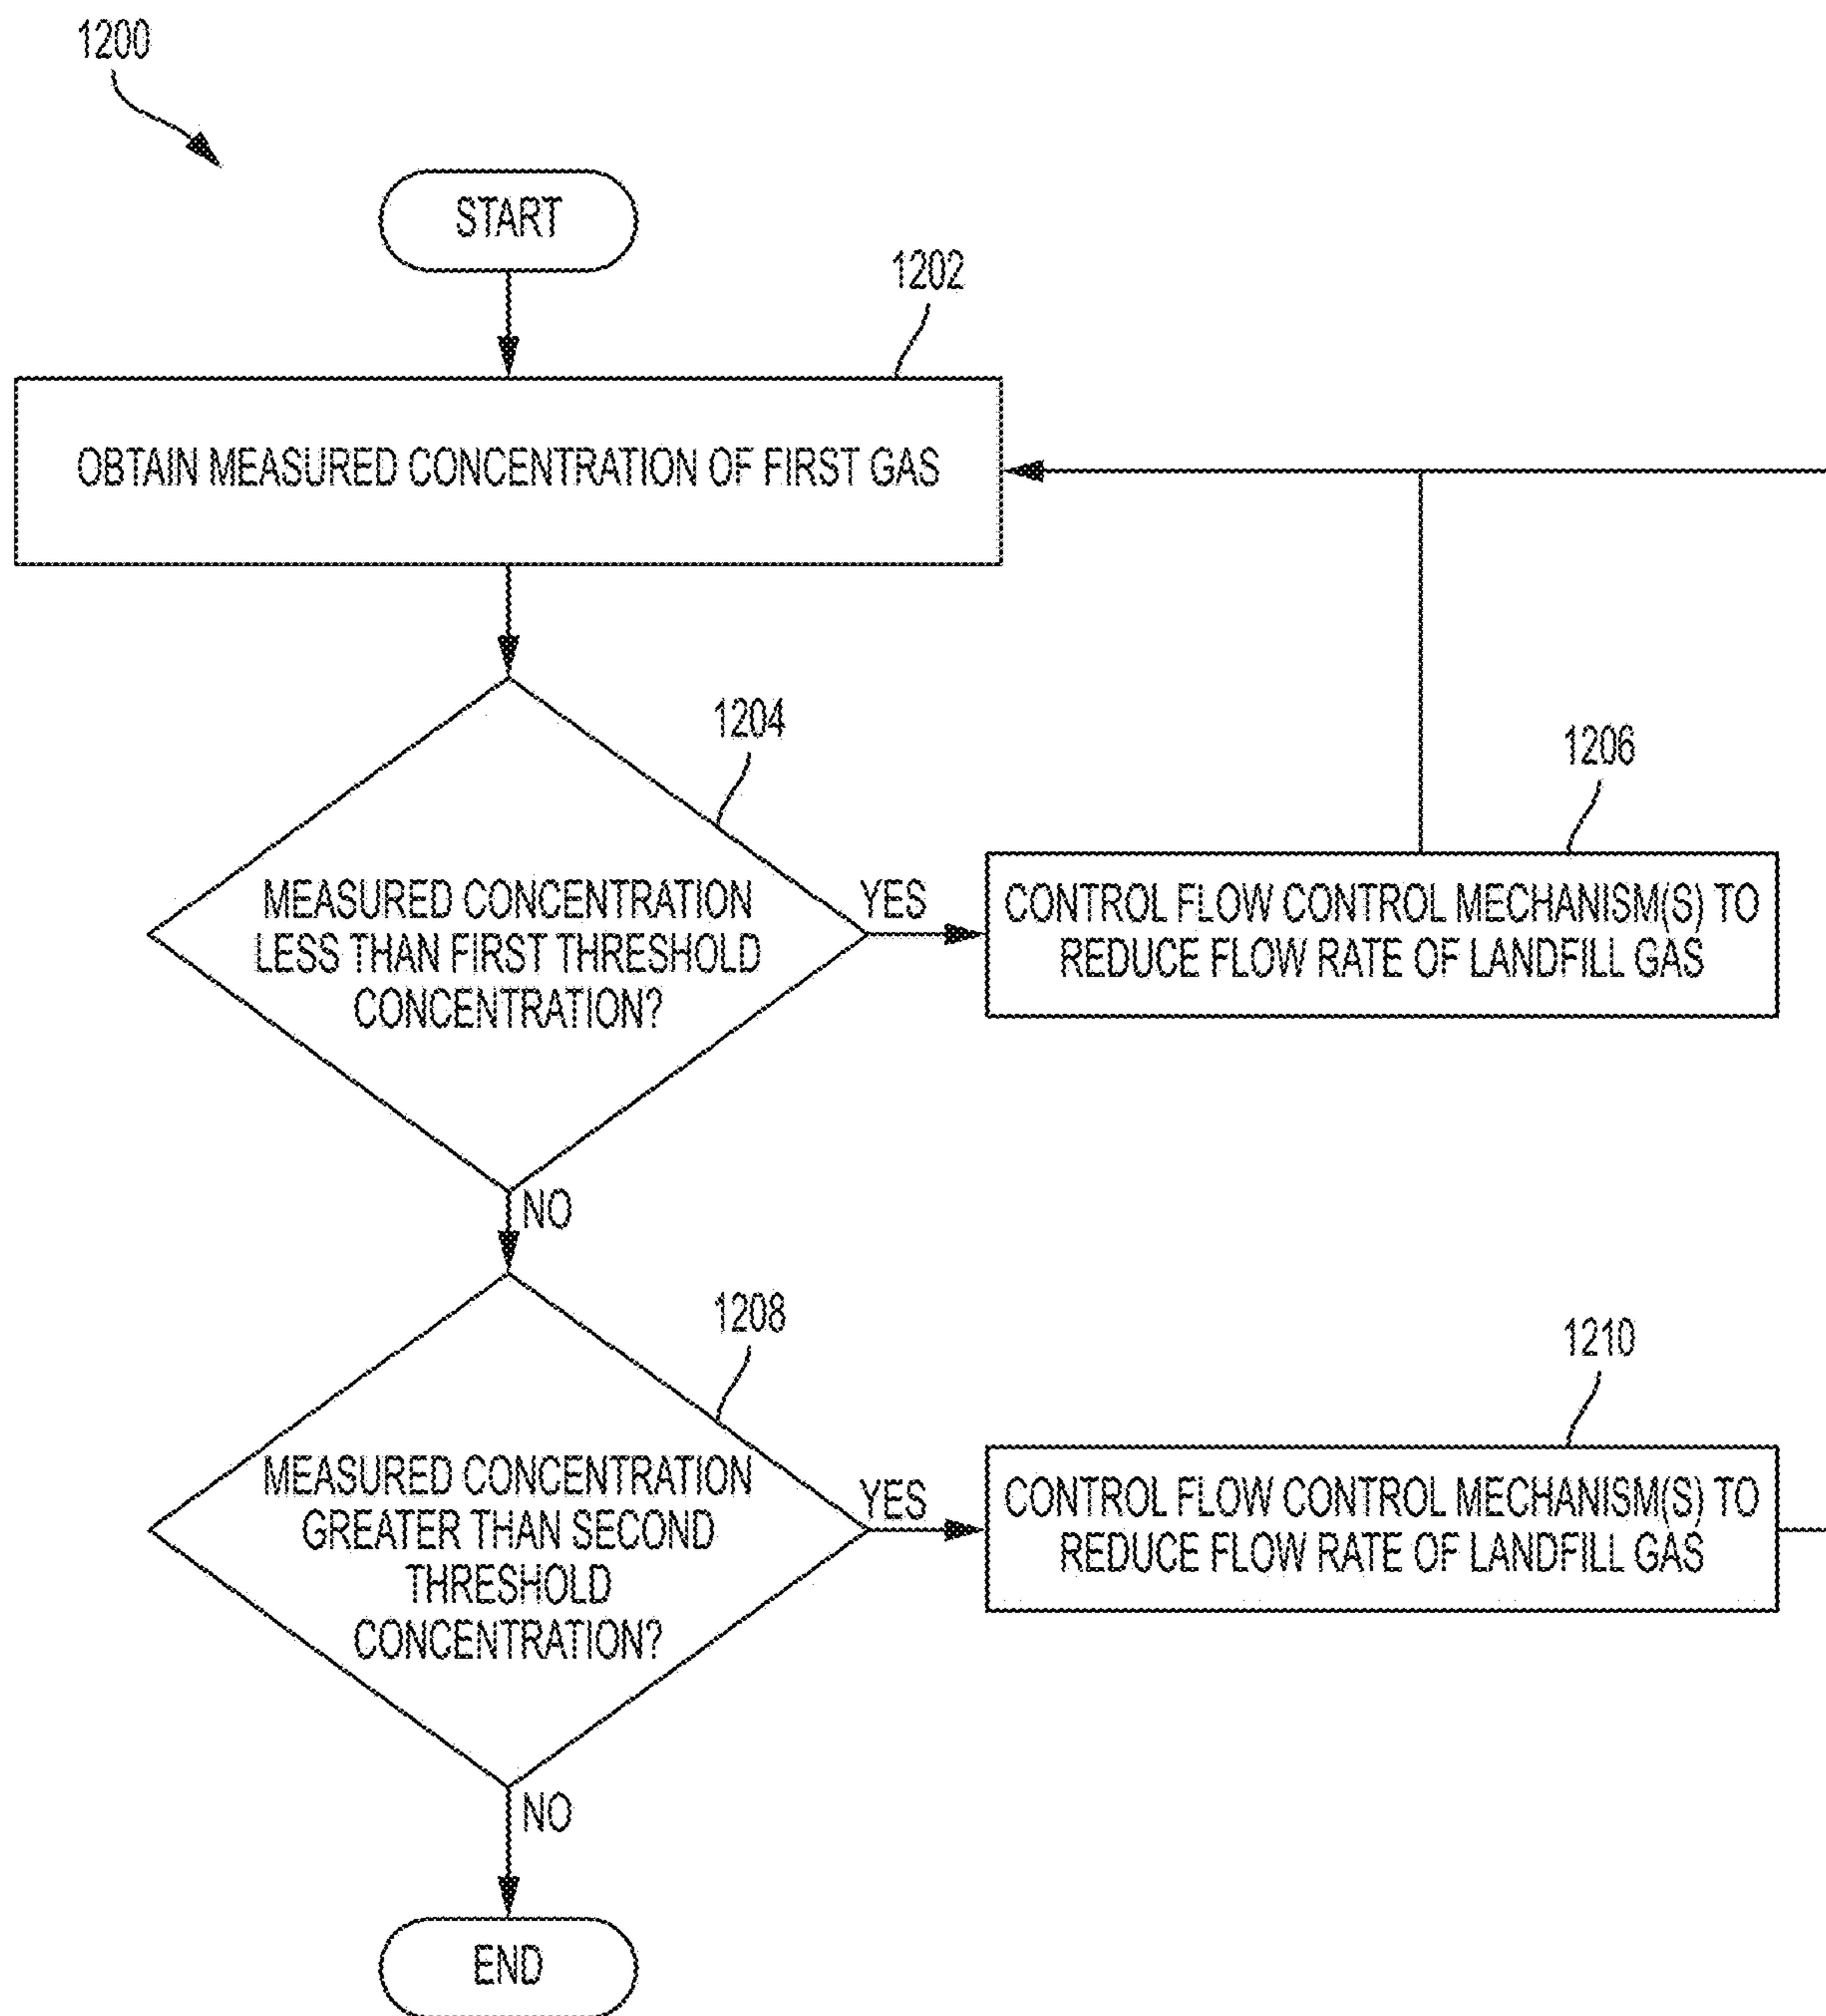 1200
START
1202
OBTAIN MEASURED CONCENTRATION OF FIRST GAS
1204
MEASURED CONCENTRATION
LESS THAN FIRST THRESHOLD
CONCENTRATION?
YES
1206
CONTROL FLOW CONTROL MECHANISM(S) TO
REDUCE FLOW RATE OF LANDFILL GAS
NO
1208
MEASURED CONCENTRATION
GREATER THAN SECOND
THRESHOLD
CONCENTRATION?
YES
1210
CONTROL FLOW CONTROL MECHANISM(S) TO
REDUCE FLOW RATE OF LANDFILL GAS
NO
END